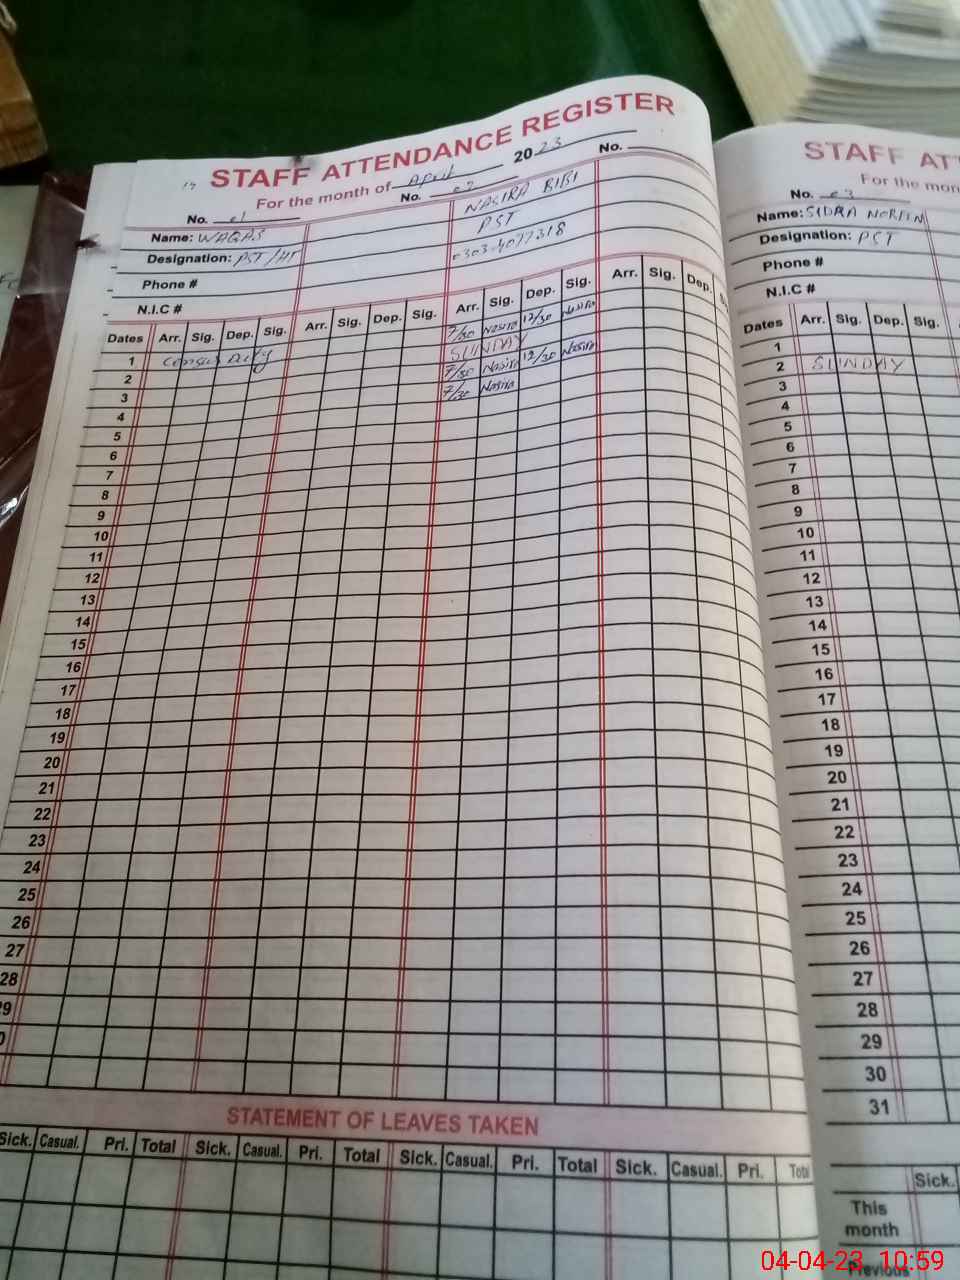 STAFF ATTENDANCE REGISTER
For the month of April 2023
No. 01
No. 02
No.
Name: WAQAS
NASIRA BIBI
Designation: PST/HT
PST
Phone #
0303-4077318
N.I.C #
Dates Arr. Sig. Dep. Sig. Arr. Sig. Dep. Sig. Arr. Sig. Dep. Sig. Arr. Sig. Dep.
1 Census Duty 7/30 Nasira 12/30 Nasira
2 SUNDAY
3 7/30 Nasira 12/30 Nasira
4 7/30 Nasira
5
6
7
8
9
10
11
12
13
14
15
16
17
18
19
20
21
22
23
24
25
26
27
28
STATEMENT OF LEAVES TAKEN
Sick. Casual. Pri. Total Sick. Casual. Pri. Total Sick. Casual. Pri. Total Sick. Casual. Pri. Total
STAFF AT
For the mon
No. 03
Name: SIDRA NOREEN
Designation: PST
Phone #
N.I.C #
Dates Arr. Sig. Dep. Sig.
1
2 SUNDAY
3
4
5
6
7
8
9
10
11
12
13
14
15
16
17
18
19
20
21
22
23
24
25
26
27
28
29
30
31
Sick.
This
month
Previous
04-04-23 10:59